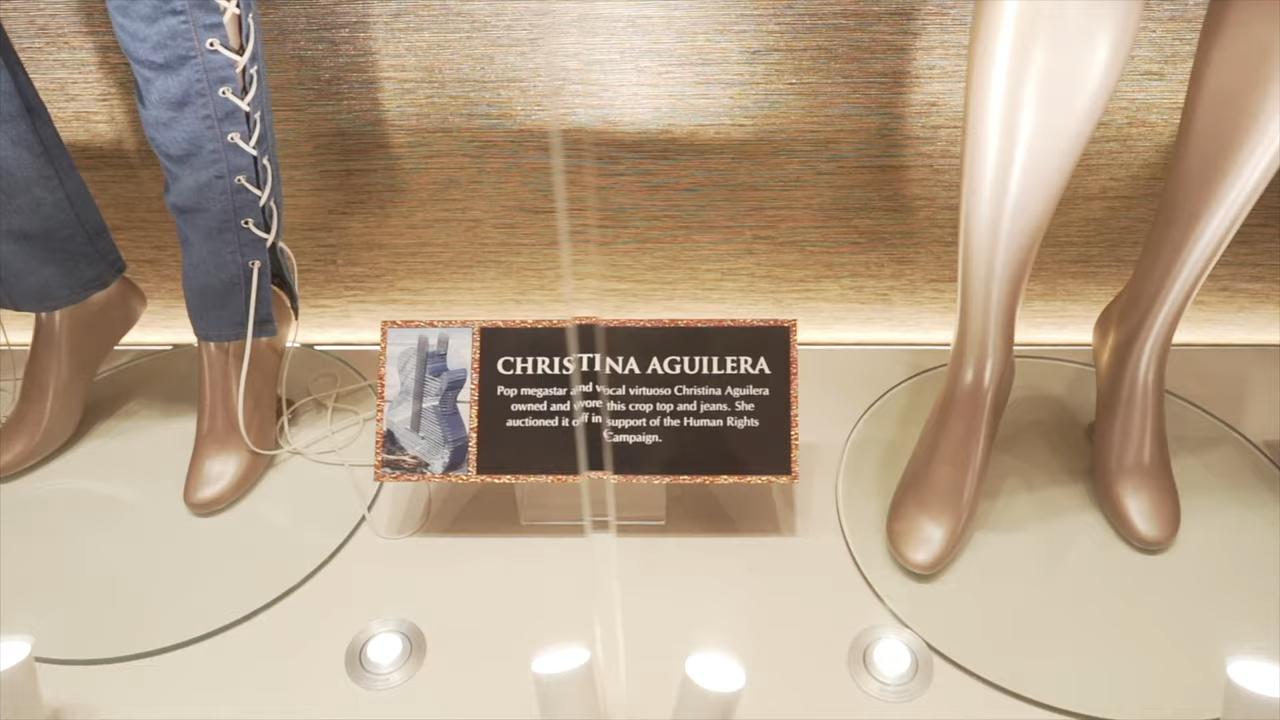 CHRISTINA AGUILERA
Pop megastar and vocal virtuoso Christina Aguilera
owned and wore this crop top and jeans. She
auctioned it off in support of the Human Rights
Campaign.